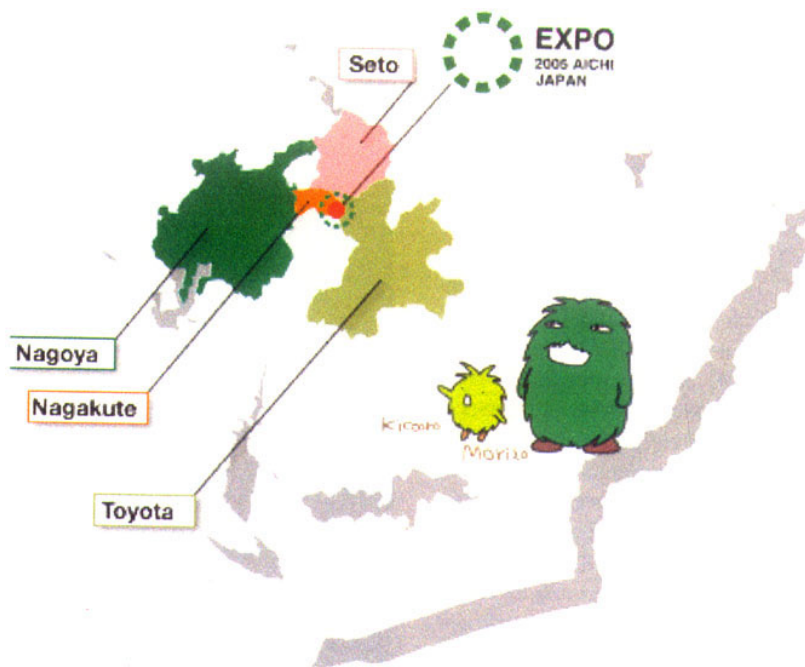 Seto
EXPO
2005 AICHI
JAPAN
Nagoya
Nagakute
Toyota
Kiccoro
Morizo